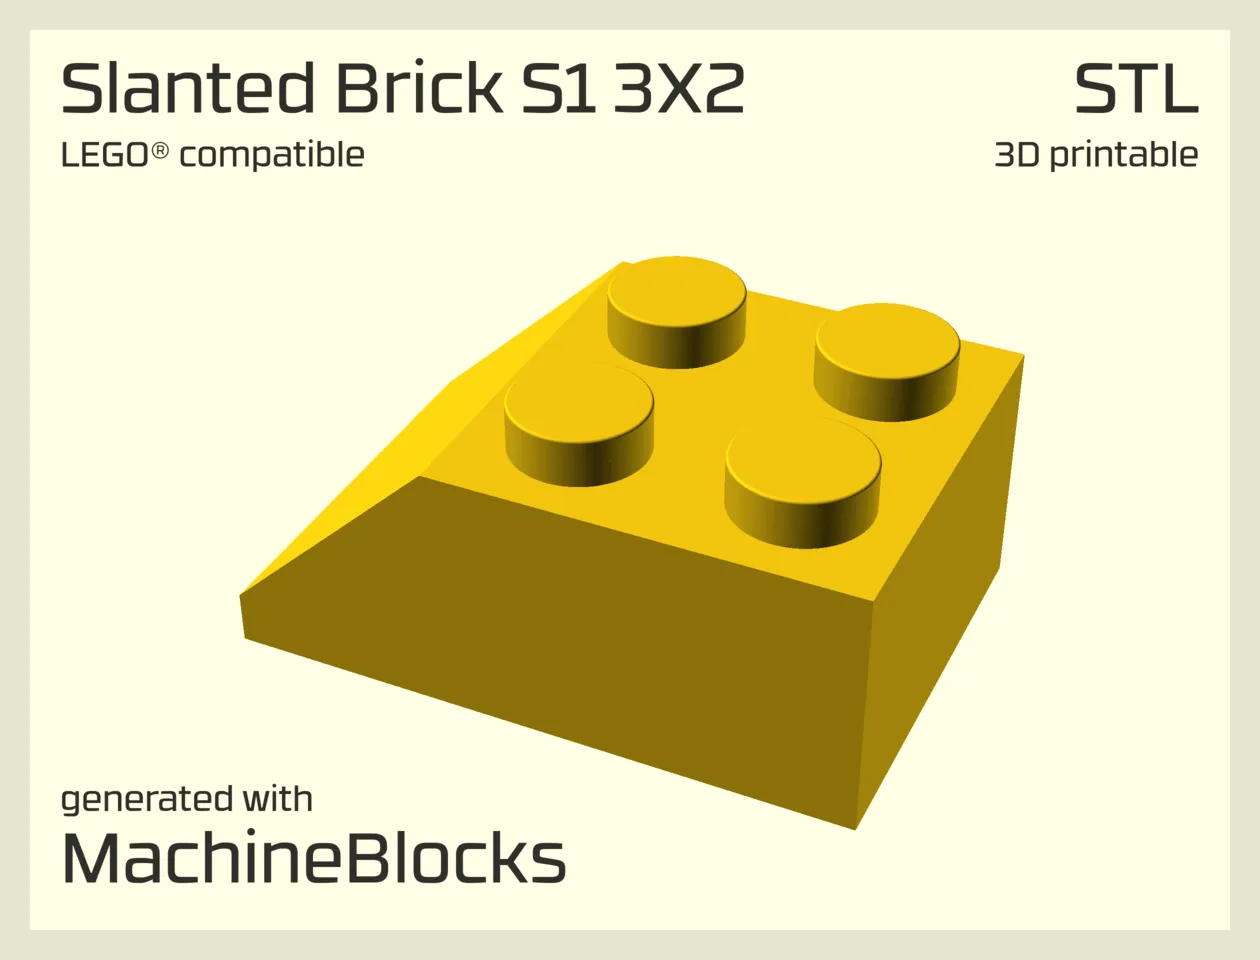 Slanted Brick S1 3X2
STL
LEGO® compatible
3D printable
generated with
MachineBlocks